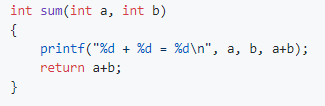 int sum(int a, int b)
{
    printf("%d + %d = %d\n", a, b, a+b);
    return a+b;
}